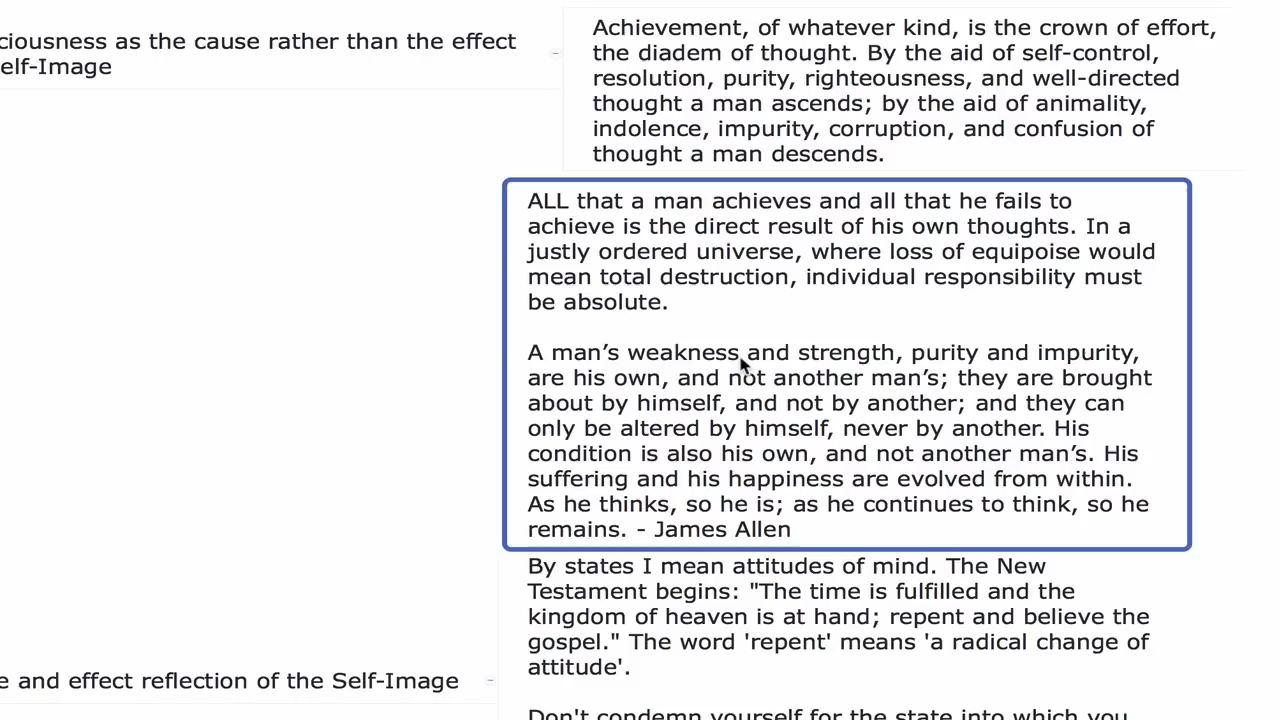 ciousness as the cause rather than the effect
elf-Image
Achievement, of whatever kind, is the crown of effort,
the diadem of thought. By the aid of self-control,
resolution, purity, righteousness, and well-directed
thought a man ascends; by the aid of animality,
indolence, impurity, corruption, and confusion of
thought a man descends.
ALL that a man achieves and all that he fails to
achieve is the direct result of his own thoughts. In a
justly ordered universe, where loss of equipoise would
mean total destruction, individual responsibility must
be absolute.
A man’s weakness and strength, purity and impurity,
are his own, and not another man’s; they are brought
about by himself, and not by another; and they can
only be altered by himself, never by another. His
condition is also his own, and not another man’s. His
suffering and his happiness are evolved from within.
As he thinks, so he is; as he continues to think, so he
remains. - James Allen
By states I mean attitudes of mind. The New
Testament begins: "The time is fulfilled and the
kingdom of heaven is at hand; repent and believe the
gospel." The word 'repent' means 'a radical change of
attitude'.
e and effect reflection of the Self-Image
Don't condemn yourself for the state into which you